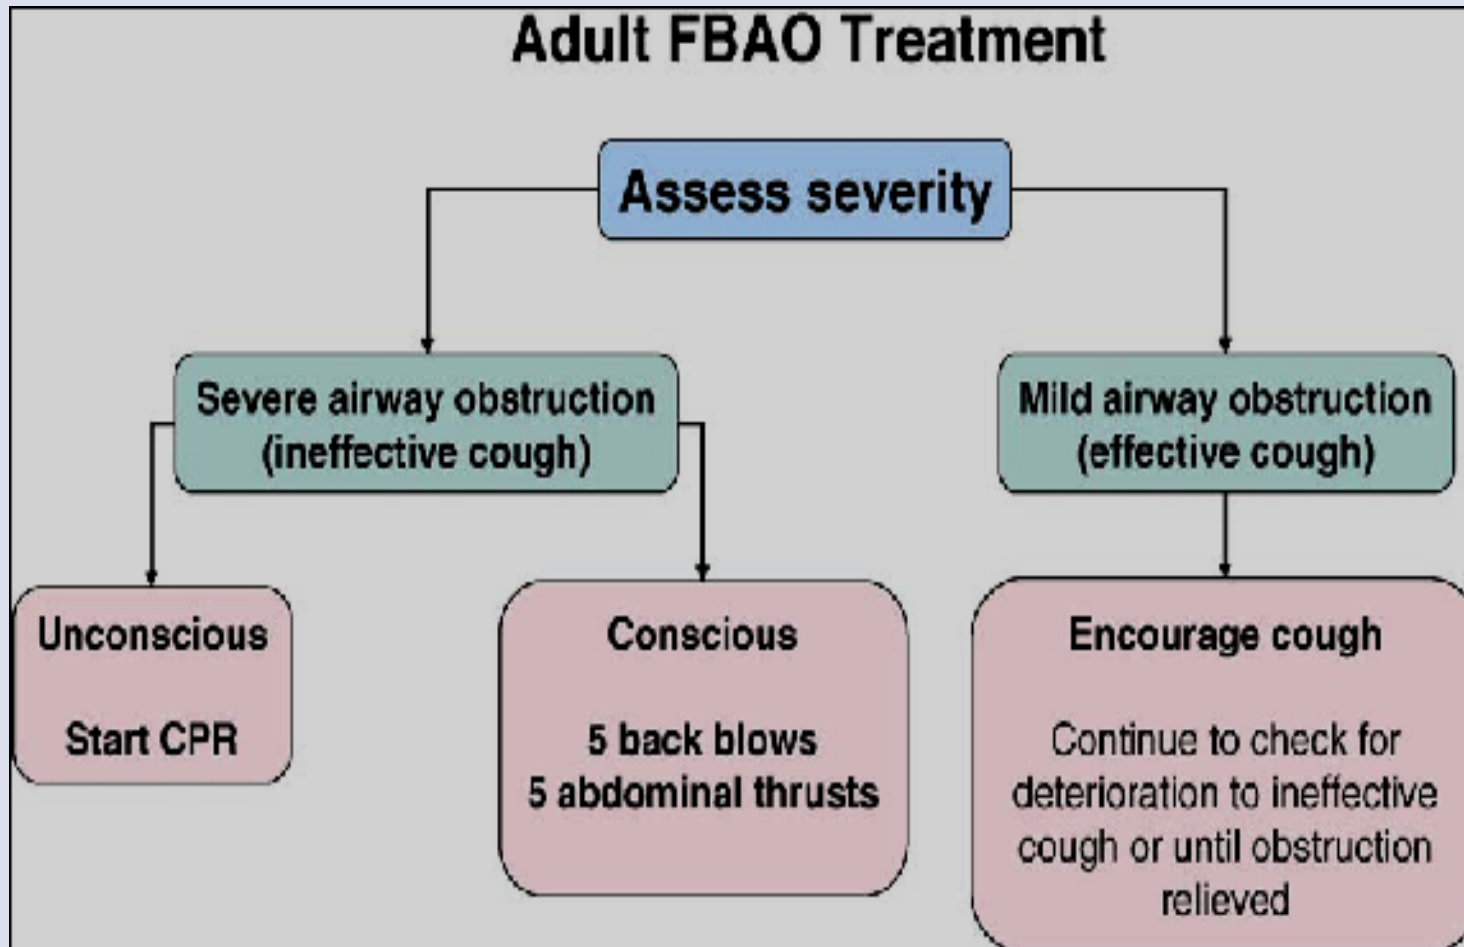 Adult FBAO Treatment
Assess severity
Severe airway obstruction
(ineffective cough)
Mild airway obstruction
(effective cough)
Unconscious
Start CPR
Conscious
5 back blows
5 abdominal thrusts
Encourage cough
Continue to check for
deterioration to ineffective
cough or until obstruction
relieved